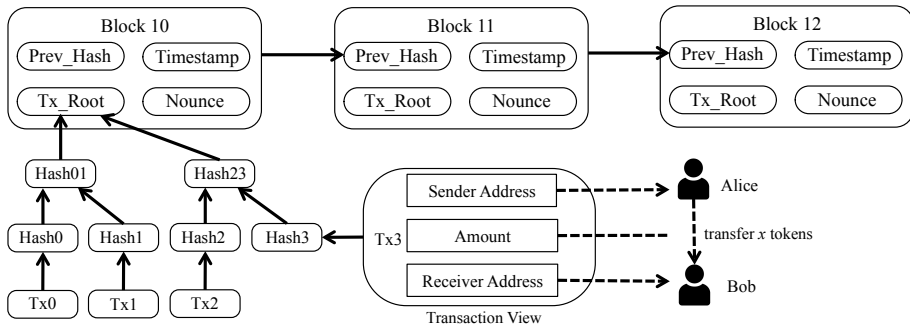 Block 10
Prev_Hash
Timestamp
Tx_Root
Nounce
Block 11
Prev_Hash
Timestamp
Tx_Root
Nounce
Block 12
Prev_Hash
Timestamp
Tx_Root
Nounce
Hash01
Hash23
Hash0
Hash1
Hash2
Hash3
Tx0
Tx1
Tx2
Tx3
Sender Address
Amount
Receiver Address
Transaction View
Alice
transfer x tokens
Bob